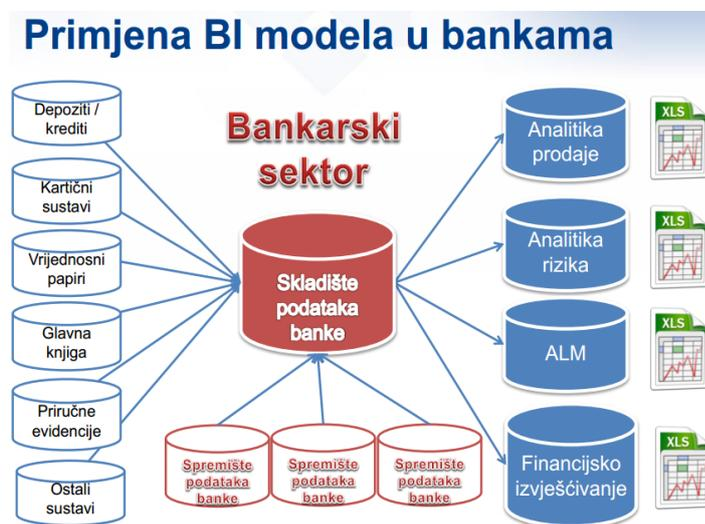 Primjena BI modela u bankama
Bankarski
sektor
Depoziti /
krediti
Kartični
sustavi
Vrijednosni
papiri
Glavna
knjiga
Priručne
evidencije
Ostali
sustavi
Skladište
podataka
banke
Spremište
podataka
banke
Spremište
podataka
banke
Spremište
podataka
banke
Analitika
prodaje
XLS
Analitika
rizika
XLS
ALM
XLS
Financijsko
izvješćivanje
XLS